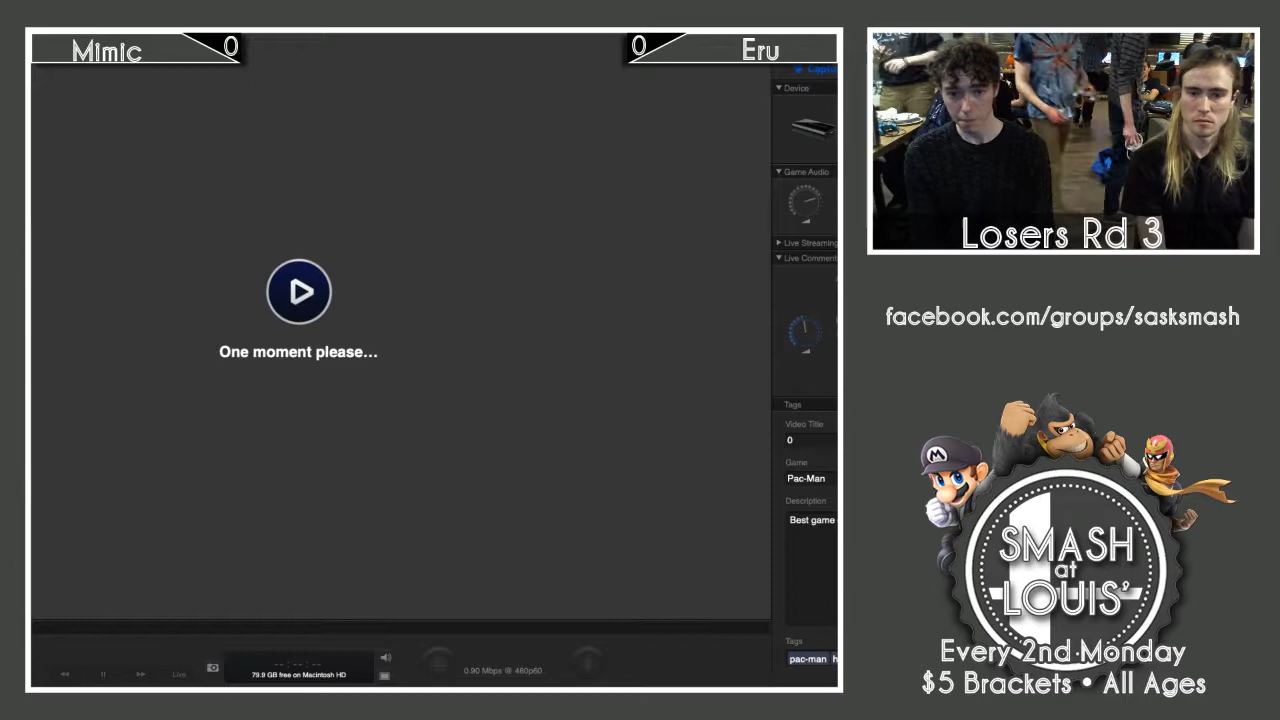 Mimic
0
0
Eru
Device
Game Audio
Live Streaming
Tags
Video Title
0
Game
Pac-Man
Description
Best game
Tags
pac-man
One moment please...
Live
79.9 GB free on Macintosh HD
0.90 Mbps @ 480p60
Losers Rd 3
facebook.com/groups/sasksmash
M
SMASH
at
LOUIS'
Every 2nd Monday
$5 Brackets • All Ages